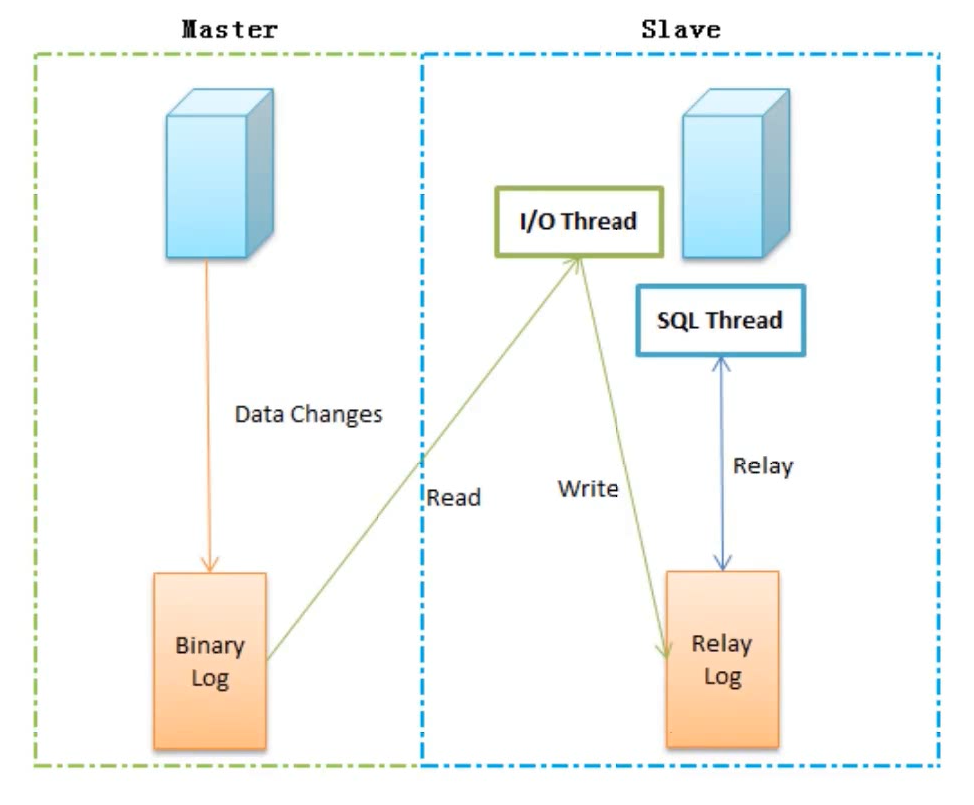 Master
Slave
I/O Thread
SQL Thread
Data Changes
Relay
Read
Write
Binary
Log
Relay
Log